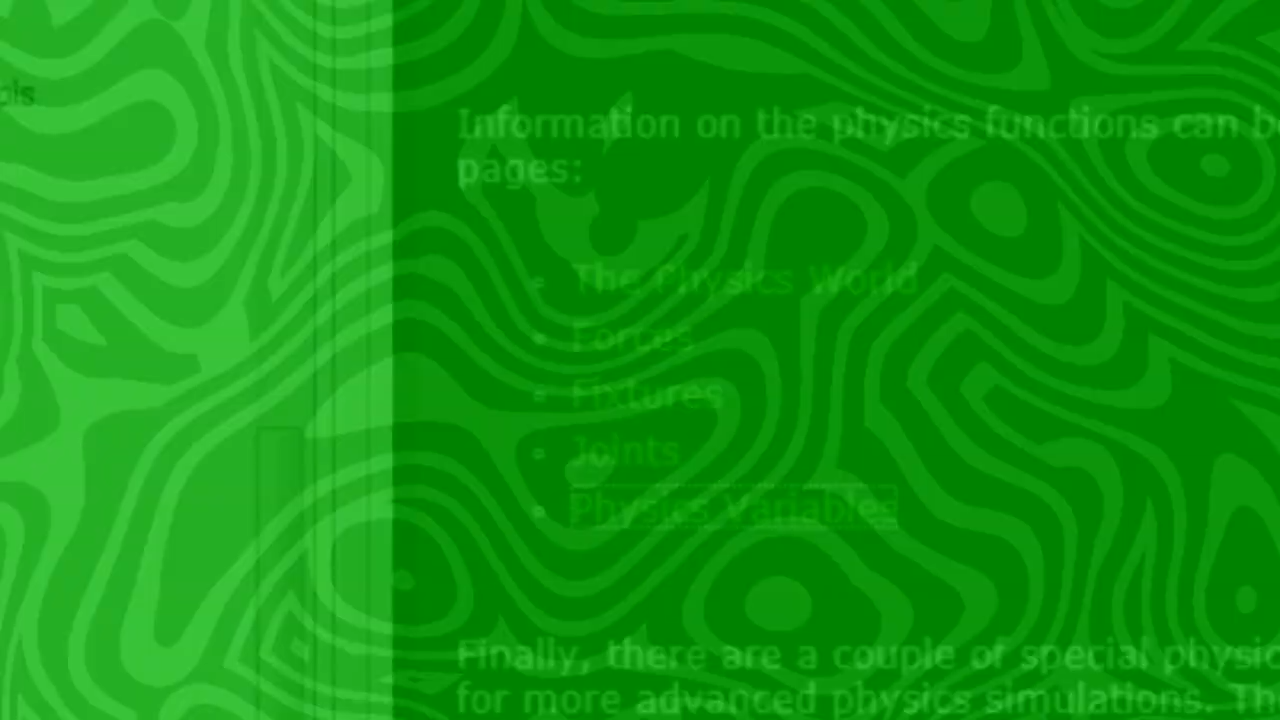 ols
Information on the physics functions can b
pages:
The Physics World
Forces
Fixtures
Joints
Physics Variables
Finally, there are a couple of special physic
for more advanced physics simulations. Th